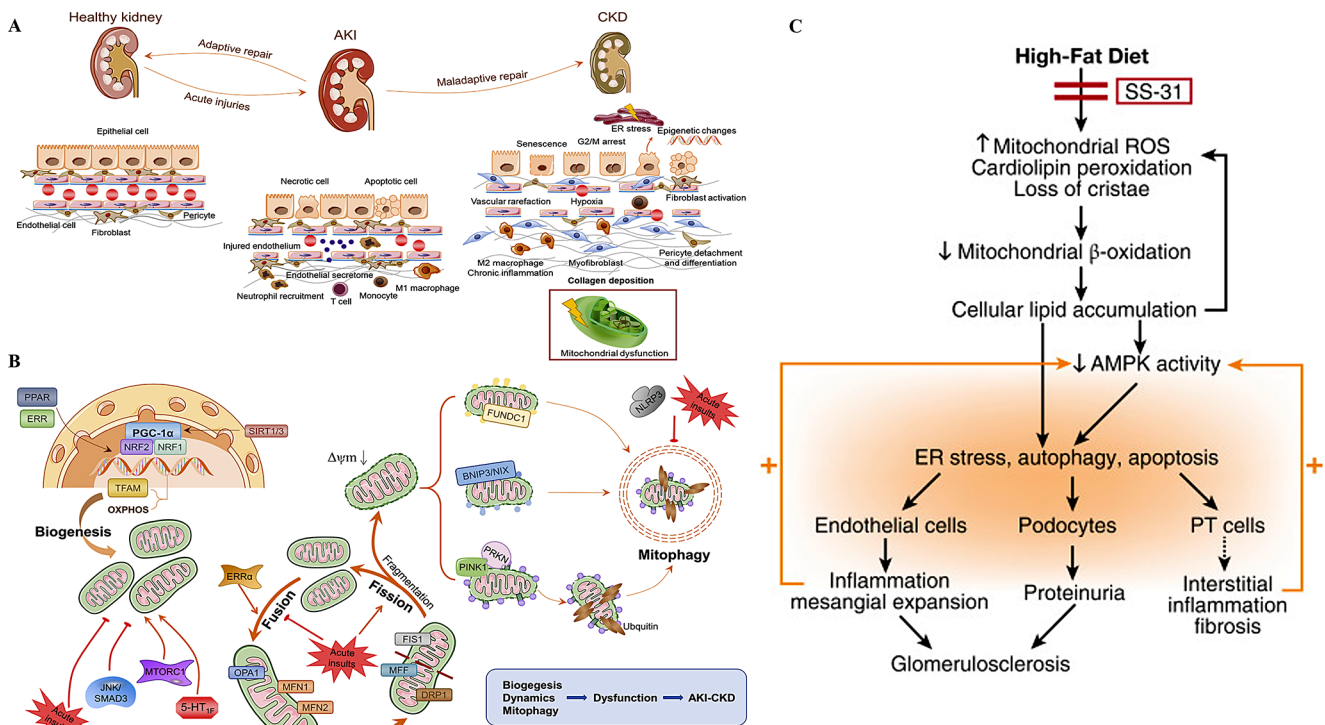 A
Healthy kidney
AKI
CKD
Adaptive repair
Acute injuries
Maladaptive repair
Epithelial cell
Endothelial cell
Fibroblast
Pericyte
Necrotic cell
Apoptotic cell
Injured endothelium
Endothelial secretome
Neutrophil recruitment
T cell
Monocyte
M1 macrophage
ER stress
Epigenetic changes
Senescence
G2/M arrest
Vascular rarefaction
Hypoxia
Fibroblast activation
M2 macrophage
Chronic inflammation
Myofibroblast
Pericyte detachment
and differentiation
Collagen deposition
Mitochondrial dysfunction
B
PPAR
ERR
PGC-1α
NRF2
NRF1
SIRT1/3
TFAM
OXPHOS
Biogenesis
JNK/
SMAD3
MTORC1
5-HT1F
Acute
insults
ERRα
Fusion
Fission
Fragmentation
Acute
insults
OPA1
MFN1
MFN2
FIS1
MFF
DRP1
Δψm↓
FUNDC1
BNIP3/NIX
PRKN
PINK1
Ubquitin
NLRP3
Acute
insults
Mitophagy
Biogegesis
Dynamics
Mitophagy
Dysfunction
AKI-CKD
C
High-Fat Diet
SS-31
↑Mitochondrial ROS
Cardiolipin peroxidation
Loss of cristae
↓Mitochondrial β-oxidation
Cellular lipid accumulation
↓AMPK activity
+
+
ER stress, autophagy, apoptosis
Endothelial cells
Podocytes
PT cells
Inflammation
mesangial expansion
Proteinuria
Interstitial
inflammation
fibrosis
Glomerulosclerosis